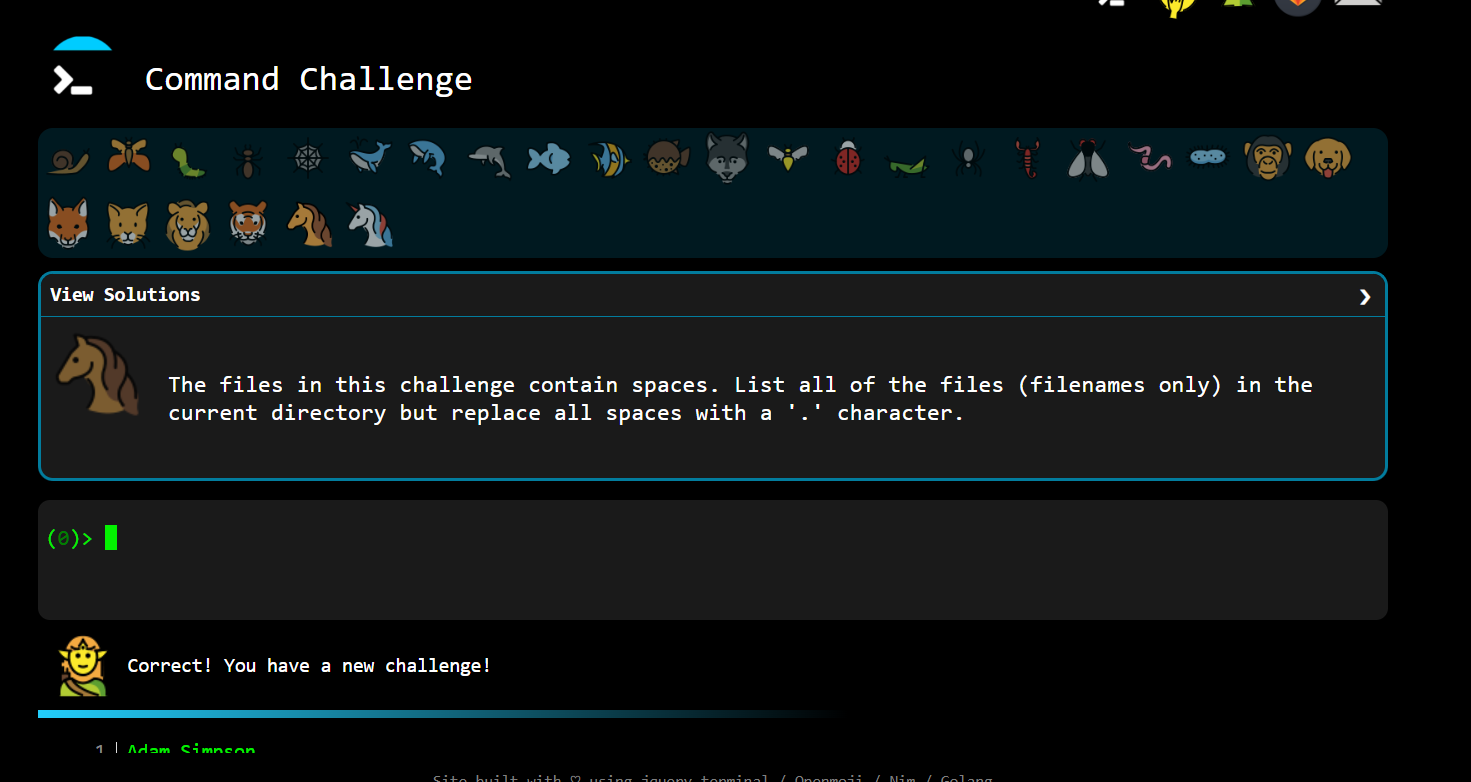 Command Challenge
View Solutions
The files in this challenge contain spaces. List all of the files (filenames only) in the
current directory but replace all spaces with a '.' character.
(0)>
Correct! You have a new challenge!
1 Adam Simpson
Site built with ♡ using jquery terminal / Openmoji / Nim / Golang